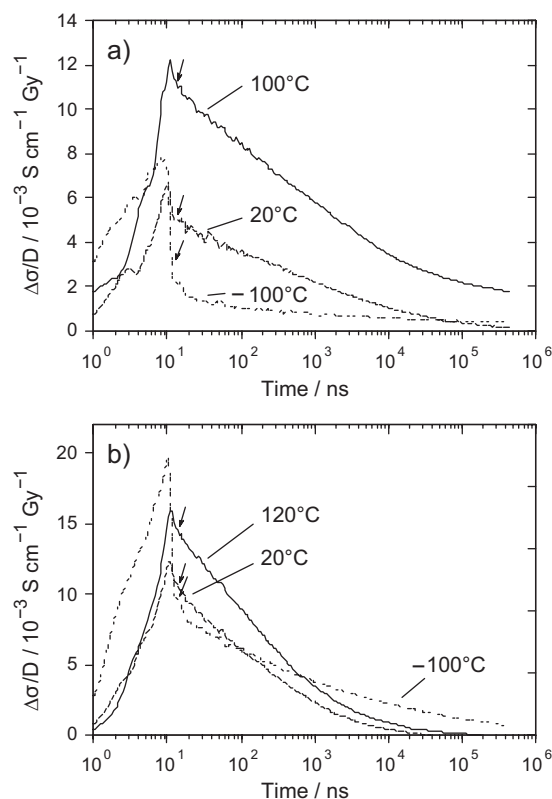 a)
14
12
10
8
6
4
2
0
Δσ/D / 10⁻³ S cm⁻¹ Gy⁻¹
100°C
20°C
−100°C
10⁰ 10¹ 10² 10³ 10⁴ 10⁵ 10⁶
Time / ns
b)
20
15
10
5
0
Δσ/D / 10⁻³ S cm⁻¹ Gy⁻¹
120°C
20°C
−100°C
10⁰ 10¹ 10² 10³ 10⁴ 10⁵ 10⁶
Time / ns